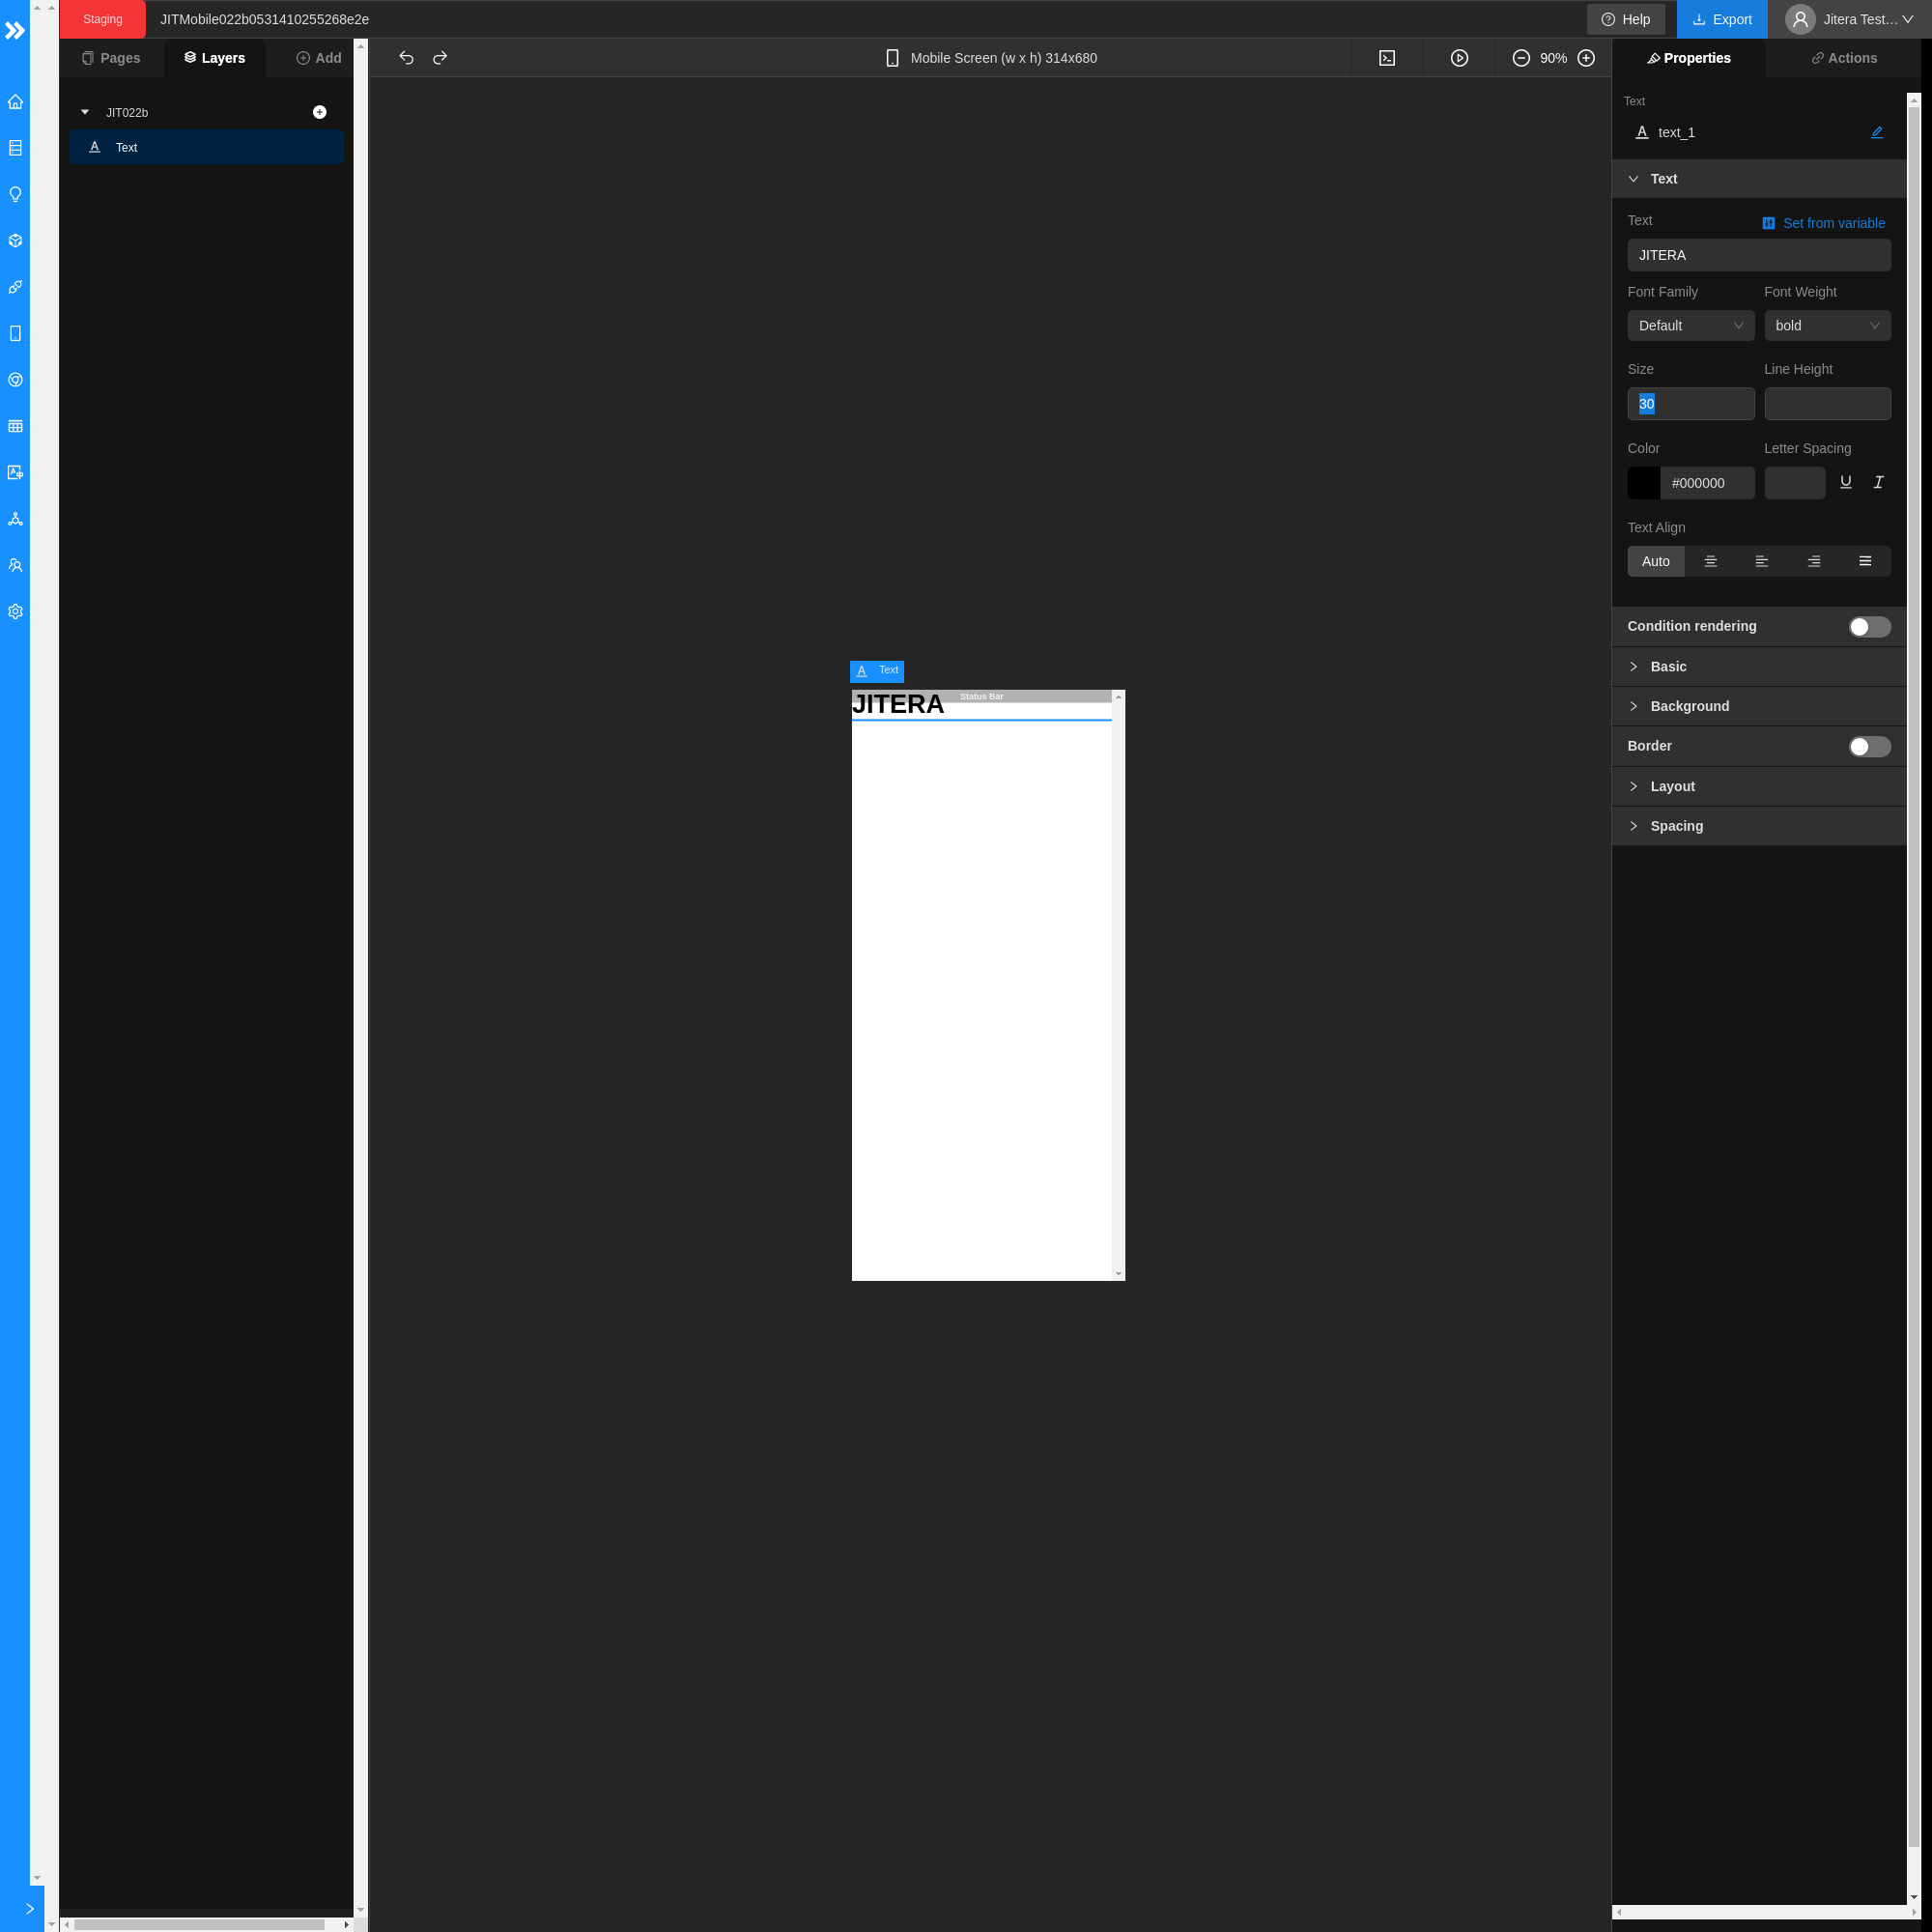 Staging
JITMobile022b0531410255268e2e
Help
Export
Jitera Test...
Pages
Layers
Add
Mobile Screen (w x h) 314x680
90%
Properties
Actions
JIT022b
Text
Text
text_1
Text
Text
Set from variable
JITERA
Font Family
Font Weight
Default
bold
Size
Line Height
30
Color
Letter Spacing
#000000
Text Align
Auto
Condition rendering
Basic
Background
Border
Layout
Spacing
Text
Status Bar
JITERA